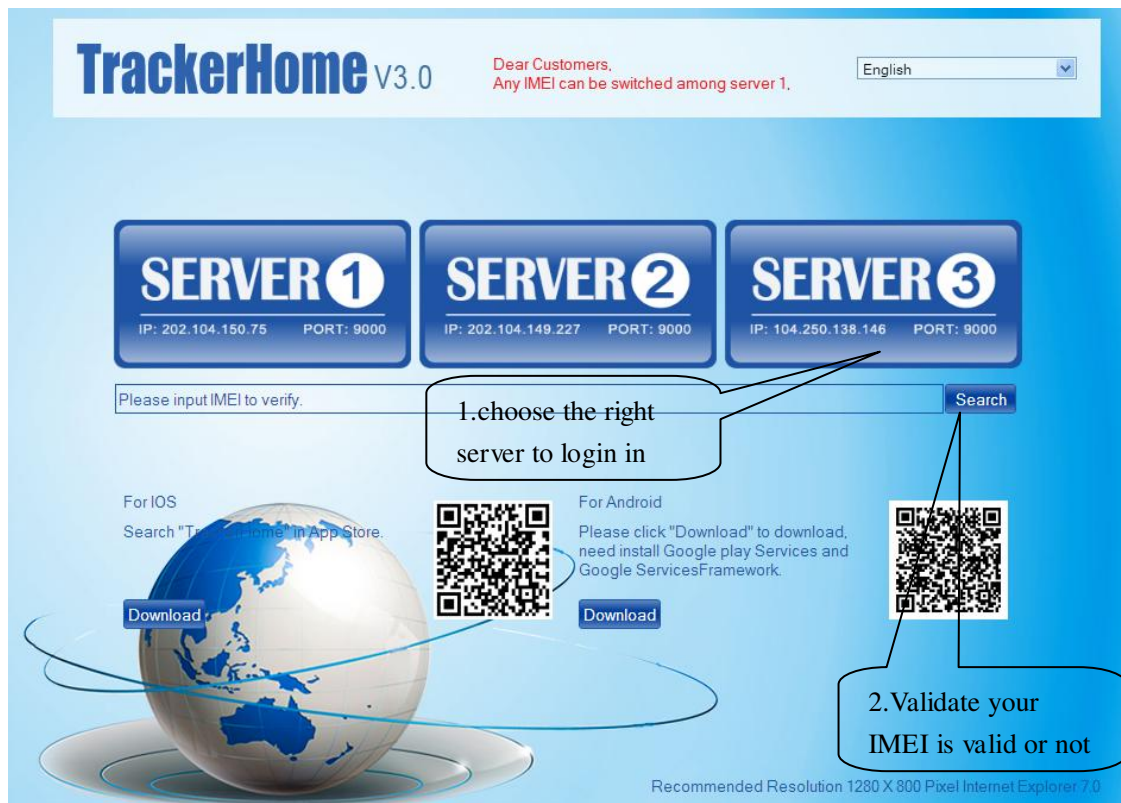 TrackerHome V3.0
Dear Customers,
Any IMEI can be switched among server 1,
English
SERVER 1
IP: 202.104.150.75 PORT: 9000
SERVER 2
IP: 202.104.149.227 PORT: 9000
SERVER 3
IP: 104.250.138.146 PORT: 9000
Please input IMEI to verify.
Search
1.choose the right
server to login in
For IOS
Search "TrackerHome" in App Store.
Download
For Android
Please click "Download" to download,
need install Google play Services and
Google ServicesFramework.
Download
2.Validate your
IMEI is valid or not
Recommended Resolution 1280 X 800 Pixel Internet Explorer 7.0